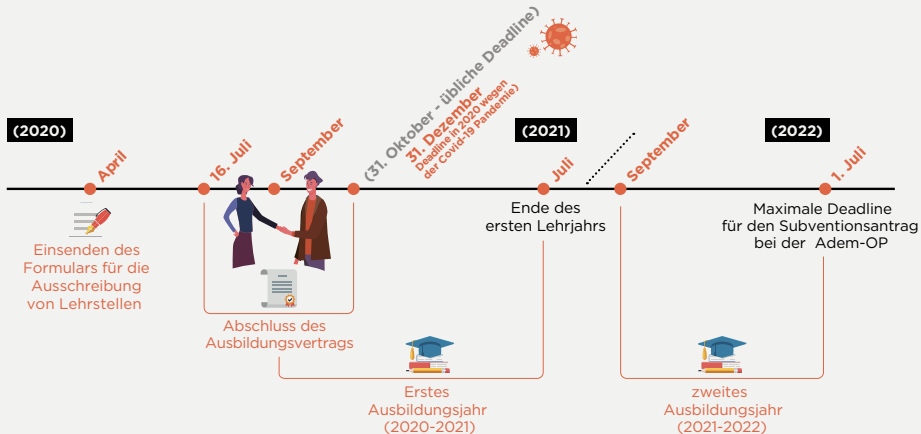 (2020)
(2021)
(2022)
April
16. Juli
September
(31. Oktober - übliche Deadline)
31. Dezember
Deadline in 2020 wegen
der Covid-19 Pandemie)
Juli
September
1. Juli
Einsenden des
Formulars für die
Ausschreibung
von Lehrstellen
Abschluss des
Ausbildungsvertrags
Ende des
ersten Lehrjahrs
Maximale Deadline
für den Subventionsantrag
bei der Adem-OP
Erstes
Ausbildungsjahr
(2020-2021)
zweites
Ausbildungsjahr
(2021-2022)